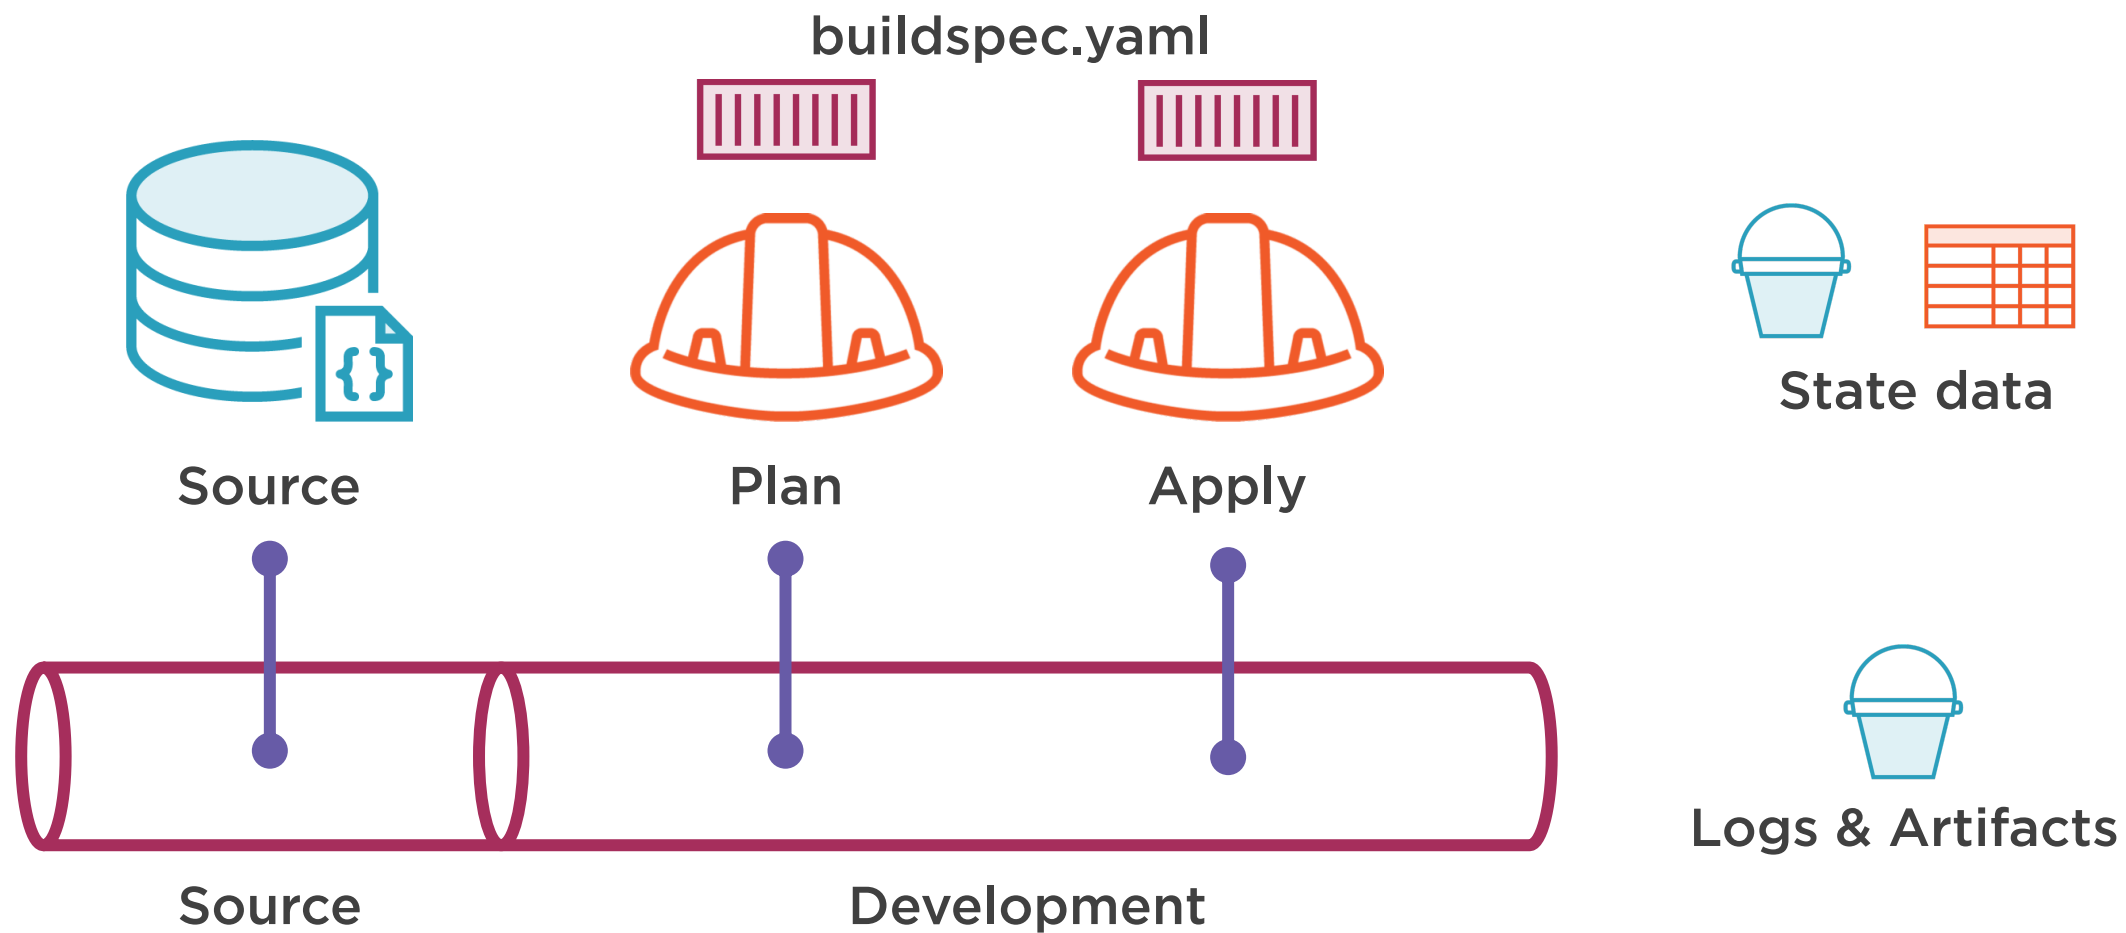 buildspec.yaml
{}
State data
Source
Plan
Apply
Logs & Artifacts
Source
Development